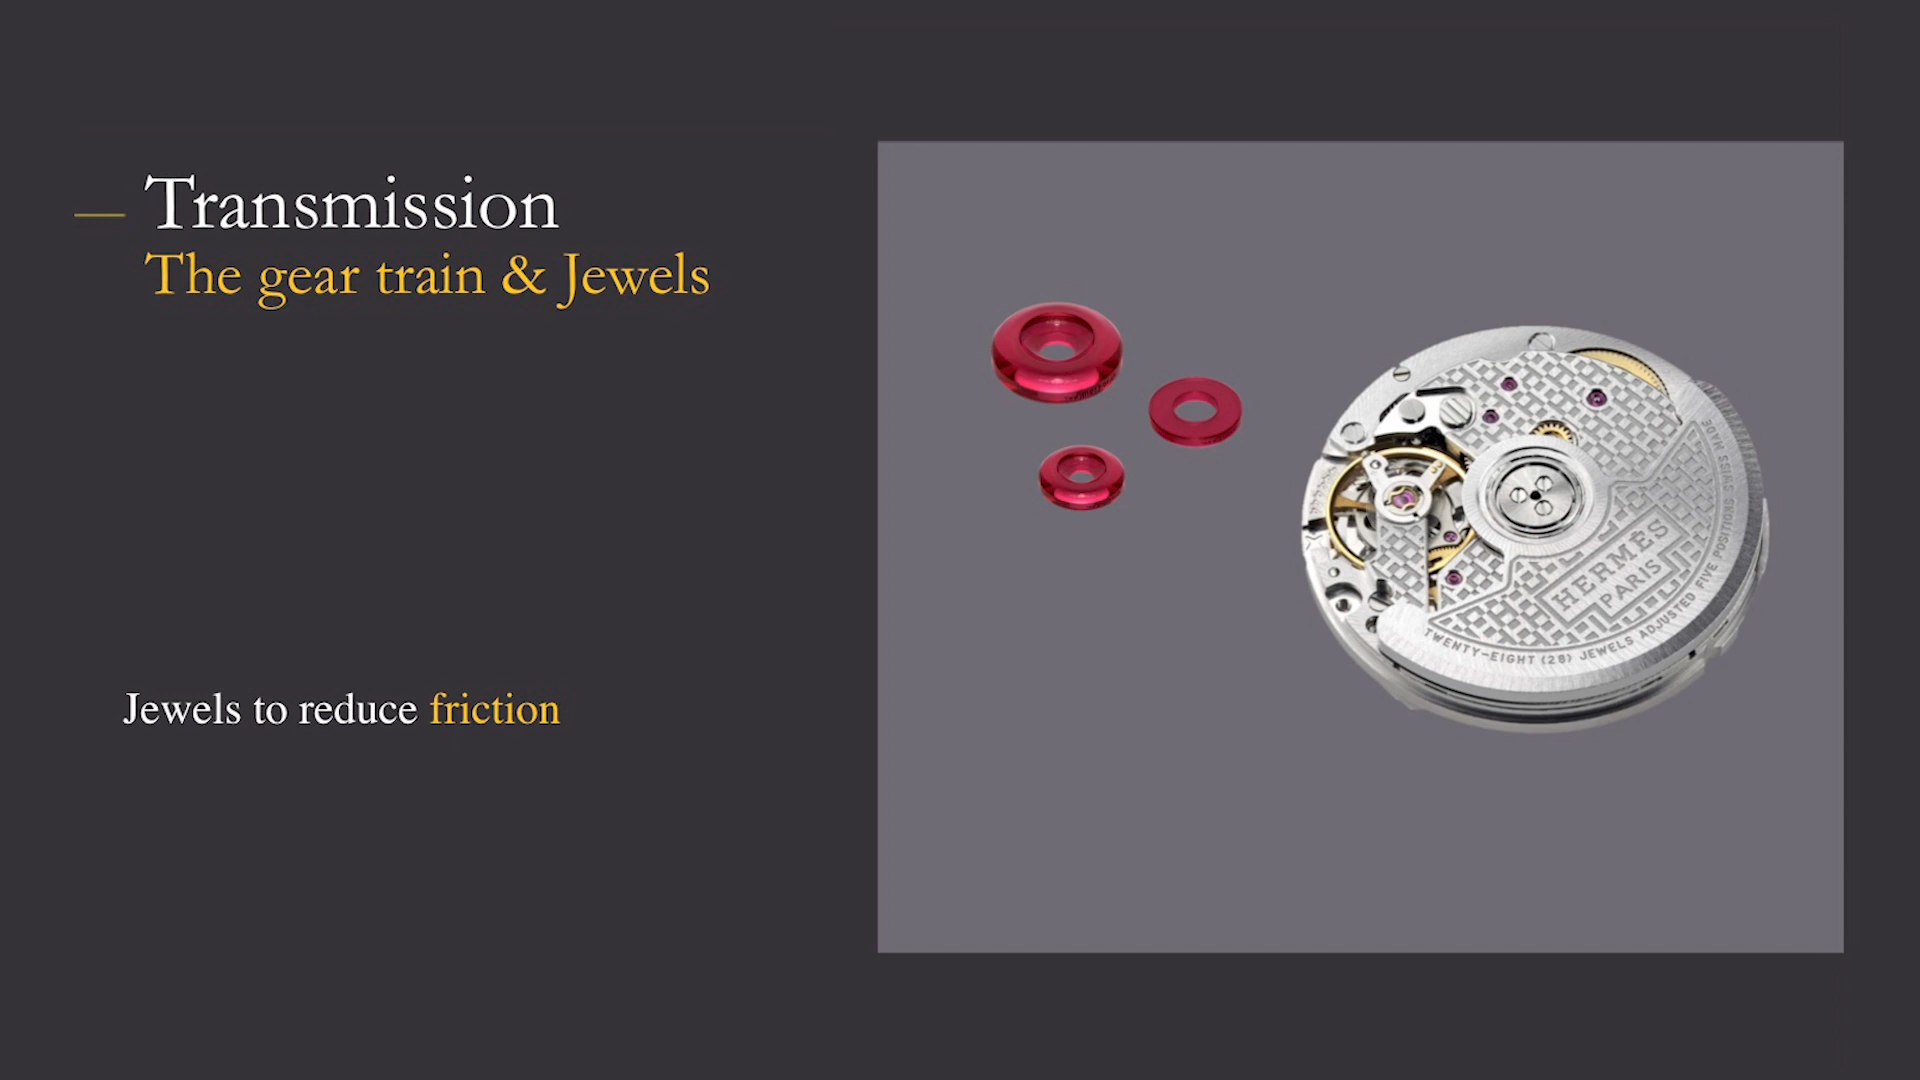 Transmission
The gear train & Jewels
Jewels to reduce friction
HERMÈS
PARIS
TWENTY-EIGHT (28) JEWELS ADJUSTED FIVE POSITIONS SWISS MADE